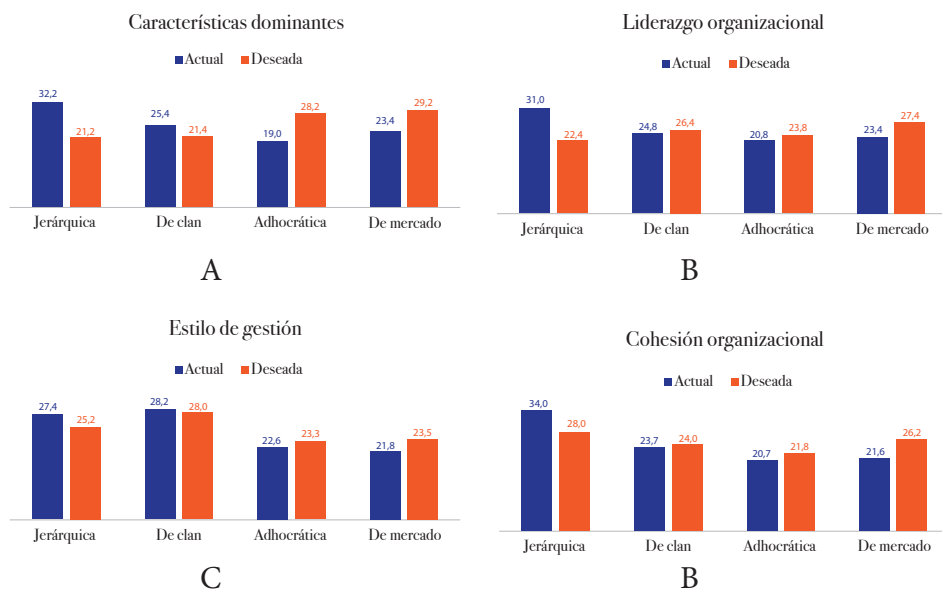 Características dominantes
Actual Deseada
32,2 21,2 25,4 21,4 19,0 28,2 23,4 29,2
Jerárquica De clan Adhocrática De mercado
A
Liderazgo organizacional
Actual Deseada
31,0 22,4 24,8 26,4 20,8 23,8 23,4 27,4
Jerárquica De clan Adhocrática De mercado
B
Estilo de gestión
Actual Deseada
27,4 25,2 28,2 28,0 22,6 23,3 21,8 23,5
Jerárquica De clan Adhocrática De mercado
C
Cohesión organizacional
Actual Deseada
34,0 28,0 23,7 24,0 20,7 21,8 21,6 26,2
Jerárquica De clan Adhocrática De mercado
B